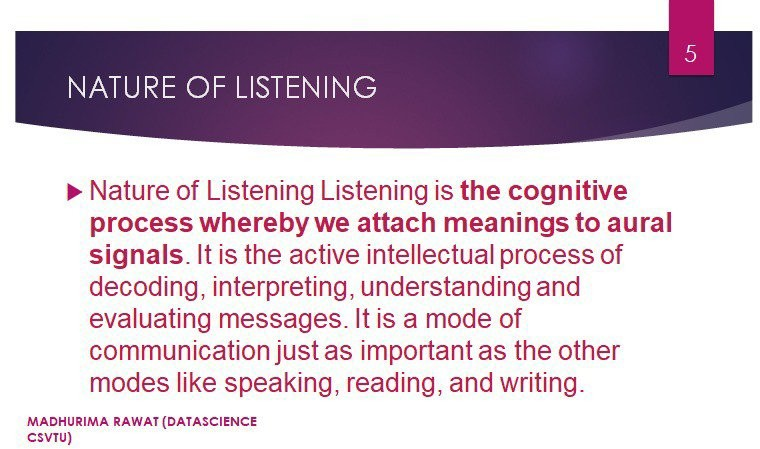 5
NATURE OF LISTENING
Nature of Listening Listening is the cognitive
process whereby we attach meanings to aural
signals. It is the active intellectual process of
decoding, interpreting, understanding and
evaluating messages. It is a mode of
communication just as important as the other
modes like speaking, reading, and writing.
MADHURIMA RAWAT (DATASCIENCE
CSVTU)